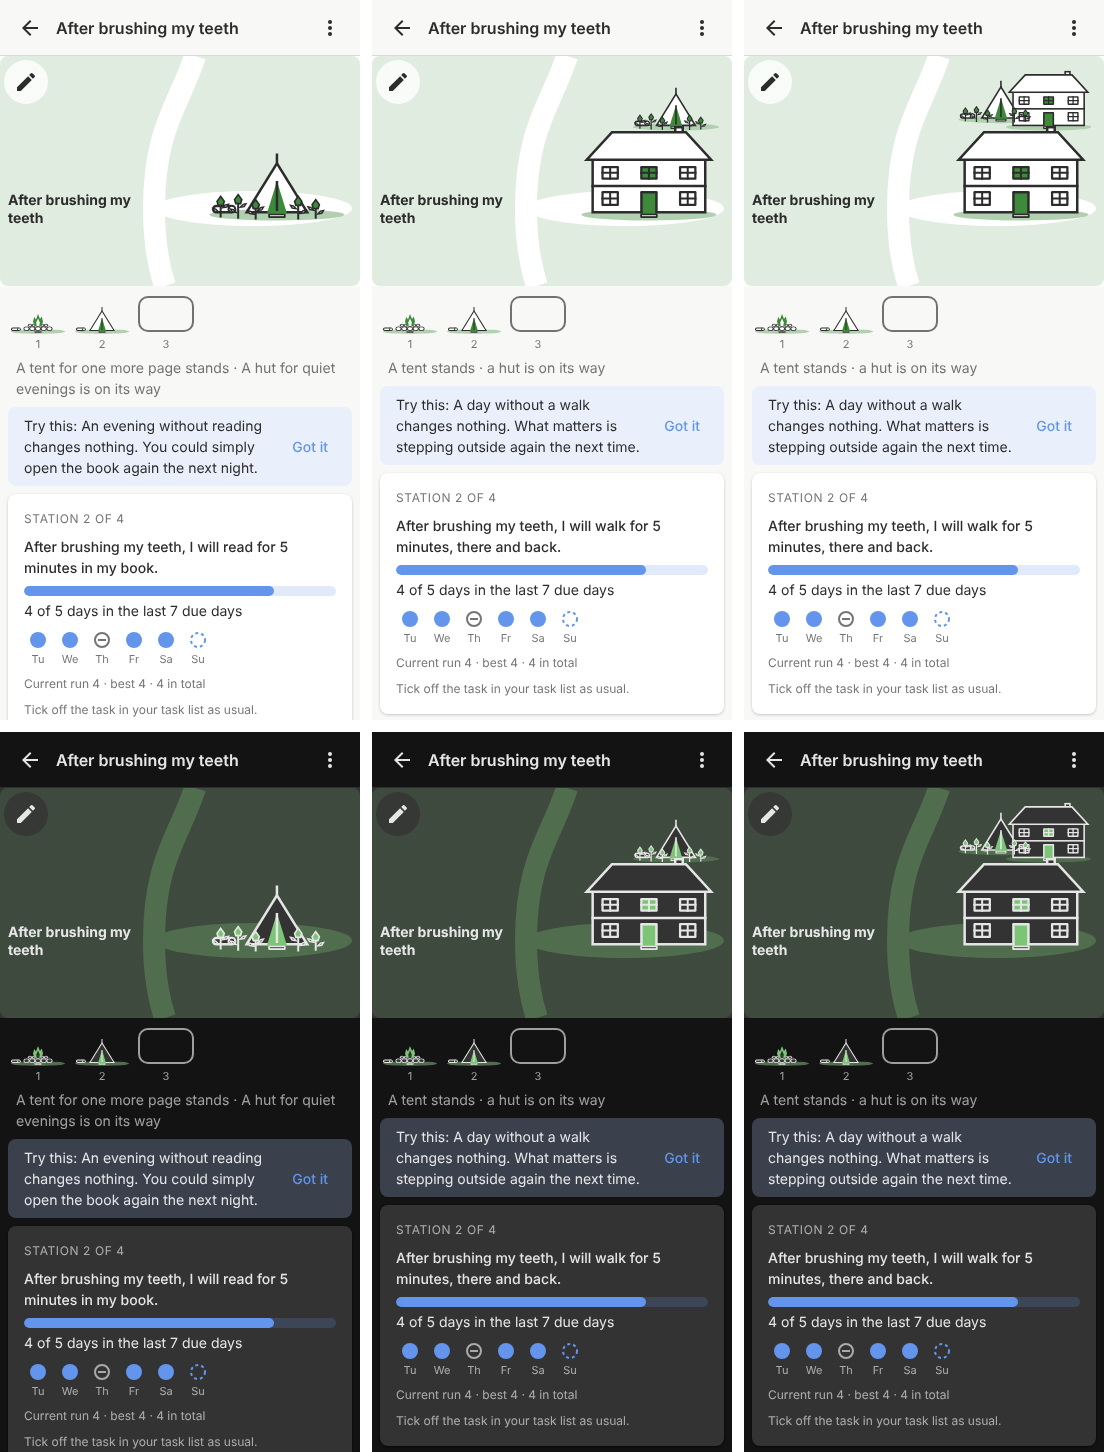 After brushing my teeth
After brushing my
teeth
1
2
3
A tent for one more page stands · A hut for quiet
evenings is on its way
Try this: An evening without reading
changes nothing. You could simply
open the book again the next night.
Got it
STATION 2 OF 4
After brushing my teeth, I will read for 5
minutes in my book.
4 of 5 days in the last 7 due days
Tu We Th Fr Sa Su
Current run 4 · best 4 · 4 in total
Tick off the task in your task list as usual.
After brushing my teeth
After brushing my
teeth
1
2
3
A tent stands · a hut is on its way
Try this: A day without a walk
changes nothing. What matters is
stepping outside again the next time.
Got it
STATION 2 OF 4
After brushing my teeth, I will walk for 5
minutes, there and back.
4 of 5 days in the last 7 due days
Tu We Th Fr Sa Su
Current run 4 · best 4 · 4 in total
Tick off the task in your task list as usual.
After brushing my teeth
After brushing my
teeth
1
2
3
A tent stands · a hut is on its way
Try this: A day without a walk
changes nothing. What matters is
stepping outside again the next time.
Got it
STATION 2 OF 4
After brushing my teeth, I will walk for 5
minutes, there and back.
4 of 5 days in the last 7 due days
Tu We Th Fr Sa Su
Current run 4 · best 4 · 4 in total
Tick off the task in your task list as usual.
After brushing my teeth
After brushing my
teeth
1
2
3
A tent for one more page stands · A hut for quiet
evenings is on its way
Try this: An evening without reading
changes nothing. You could simply
open the book again the next night.
Got it
STATION 2 OF 4
After brushing my teeth, I will read for 5
minutes in my book.
4 of 5 days in the last 7 due days
Tu We Th Fr Sa Su
Current run 4 · best 4 · 4 in total
Tick off the task in your task list as usual.
After brushing my teeth
After brushing my
teeth
1
2
3
A tent stands · a hut is on its way
Try this: A day without a walk
changes nothing. What matters is
stepping outside again the next time.
Got it
STATION 2 OF 4
After brushing my teeth, I will walk for 5
minutes, there and back.
4 of 5 days in the last 7 due days
Tu We Th Fr Sa Su
Current run 4 · best 4 · 4 in total
Tick off the task in your task list as usual.
After brushing my teeth
After brushing my
teeth
1
2
3
A tent stands · a hut is on its way
Try this: A day without a walk
changes nothing. What matters is
stepping outside again the next time.
Got it
STATION 2 OF 4
After brushing my teeth, I will walk for 5
minutes, there and back.
4 of 5 days in the last 7 due days
Tu We Th Fr Sa Su
Current run 4 · best 4 · 4 in total
Tick off the task in your task list as usual.